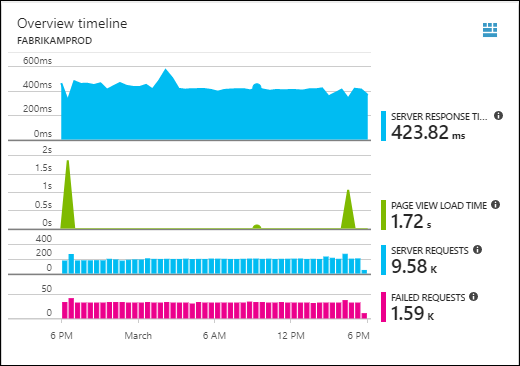 Overview timeline
FABRIKAMPROD
600ms
400ms
200ms
0ms
SERVER RESPONSE TI...
423.82 ms
2s
1.5s
1s
0.5s
0s
PAGE VIEW LOAD TIME
1.72 s
400
200
0
SERVER REQUESTS
9.58 K
50
0
FAILED REQUESTS
1.59 K
6 PM March 6 AM 12 PM 6 PM